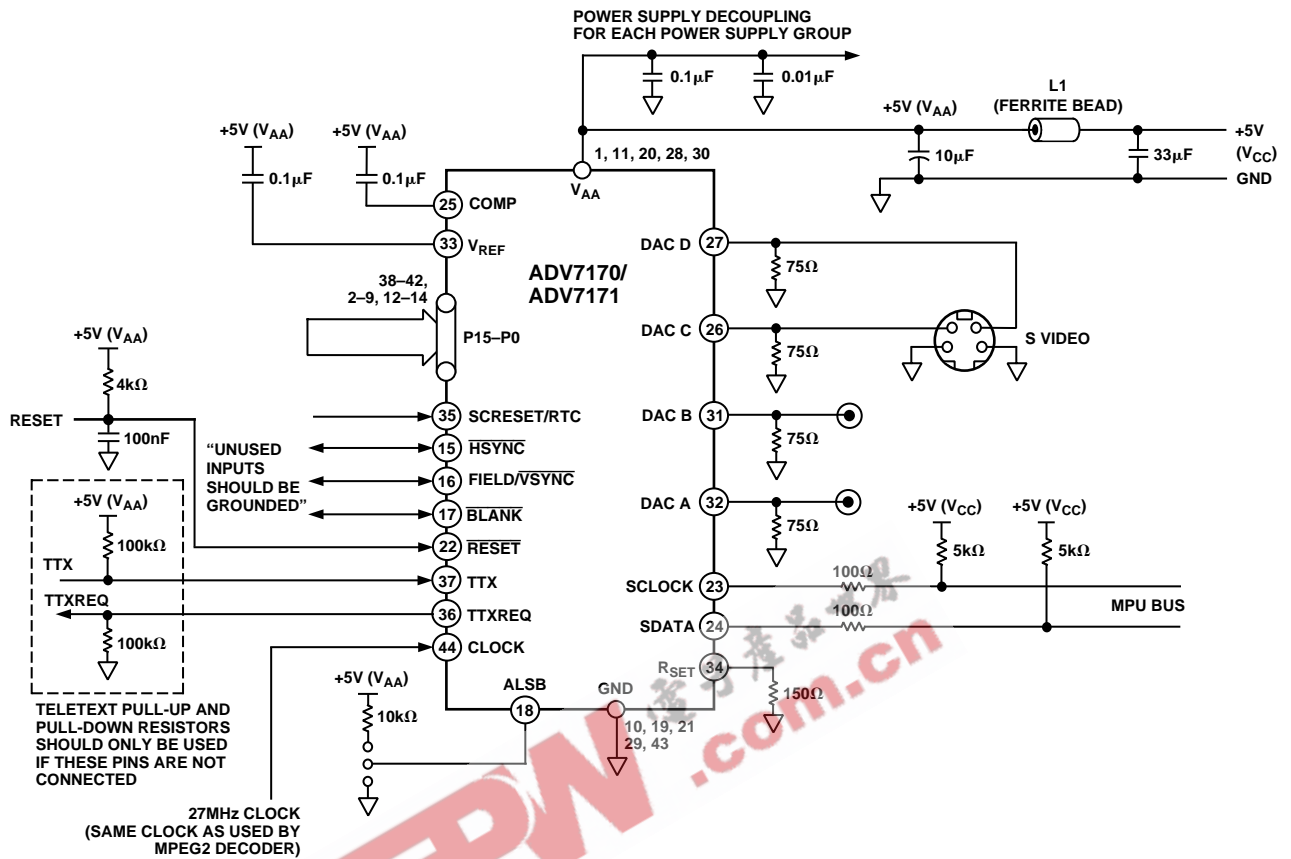 POWER SUPPLY DECOUPLING
FOR EACH POWER SUPPLY GROUP
0.1µF
0.01µF
L1
(FERRITE BEAD)
+5V (VAA)
+5V
(VCC)
10µF
33µF
GND
+5V (VAA)
+5V (VAA)
0.1µF
0.1µF
1, 11, 20, 28, 30
VAA
25
COMP
33
VREF
ADV7170/
ADV7171
DAC D
27
75Ω
38–42,
2–9, 12–14
P15–P0
DAC C
26
75Ω
S VIDEO
+5V (VAA)
4kΩ
RESET
100nF
35
SCRESET/RTC
DAC B
31
75Ω
"UNUSED
INPUTS
SHOULD BE
GROUNDED"
15
HSYNC
16
FIELD/VSYNC
17
BLANK
22
RESET
DAC A
32
75Ω
+5V (VAA)
100kΩ
TTX
37
TTX
TTXREQ
36
TTXREQ
100kΩ
44
CLOCK
+5V (VCC)
+5V (VCC)
5kΩ
5kΩ
SCLOCK
23
100Ω
MPU BUS
SDATA
24
100Ω
RSET
34
150Ω
TELETEXT PULL-UP AND
PULL-DOWN RESISTORS
SHOULD ONLY BE USED
IF THESE PINS ARE NOT
CONNECTED
+5V (VAA)
10kΩ
ALSB
18
GND
10, 19, 21
29, 43
27MHz CLOCK
(SAME CLOCK AS USED BY
MPEG2 DECODER)
電子產品世界
.com.cn